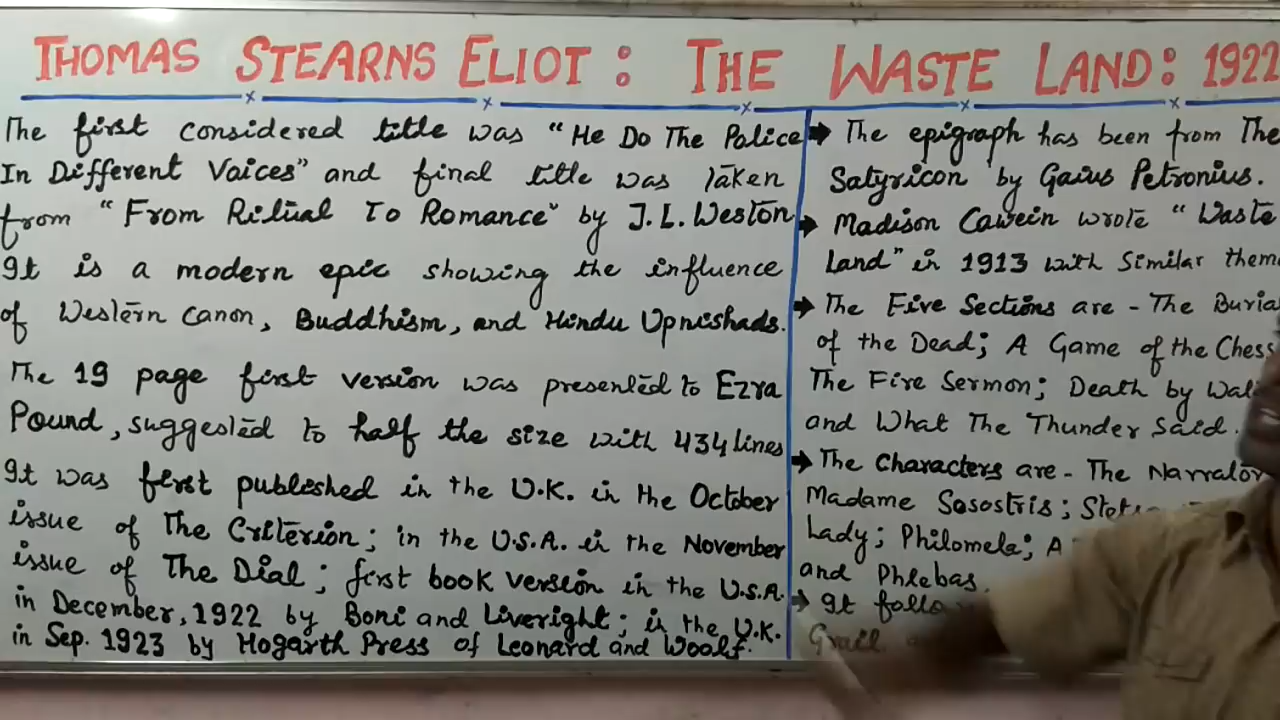 THOMAS STEARNS ELIOT : THE WASTE LAND: 1922
The first considered title was "He Do The Police
In Different Voices" and final title was Taken
from "From Ritual To Romance" by J.L. Weston
It is a modern epic showing the influence
of Western Canon, Buddhism, and Hindu Upnishads.
The 19 page first version was presented to Ezra
Pound, suggested to half the size with 434 lines
It was first published in the U.K. in the October
issue of The Criterion; in the U.S.A. in the November
issue of The Dial; first book version in the U.S.A.
in December, 1922 by Boni and Liveright; in the U.K.
in Sep. 1923 by Hogarth Press of Leonard and Woolf.
➡ The epigraph has been from The
Satyricon by Gaius Petronius.
➡ Madison Cawein wrote "Waste
Land" in 1913 with Similar
➡ The Five Sections are - The
of the Dead; A Game of the Chess
The Fire Sermon; Death by
and What The Thunder Said.
➡ The Characters are - The Narrator
Madame Sosostris;
Lady; Philomela; A
and Phlebas.
➡ It
Grail